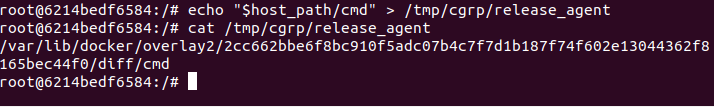 root@6214bedf6584:/# echo "$host_path/cmd" > /tmp/cgrp/release_agent
root@6214bedf6584:/# cat /tmp/cgrp/release_agent
/var/lib/docker/overlay2/2cc662bbe6f8bc910f5adc07b4c7f7d1b187f74f602e13044362f8
165bec44f0/diff/cmd
root@6214bedf6584:/#